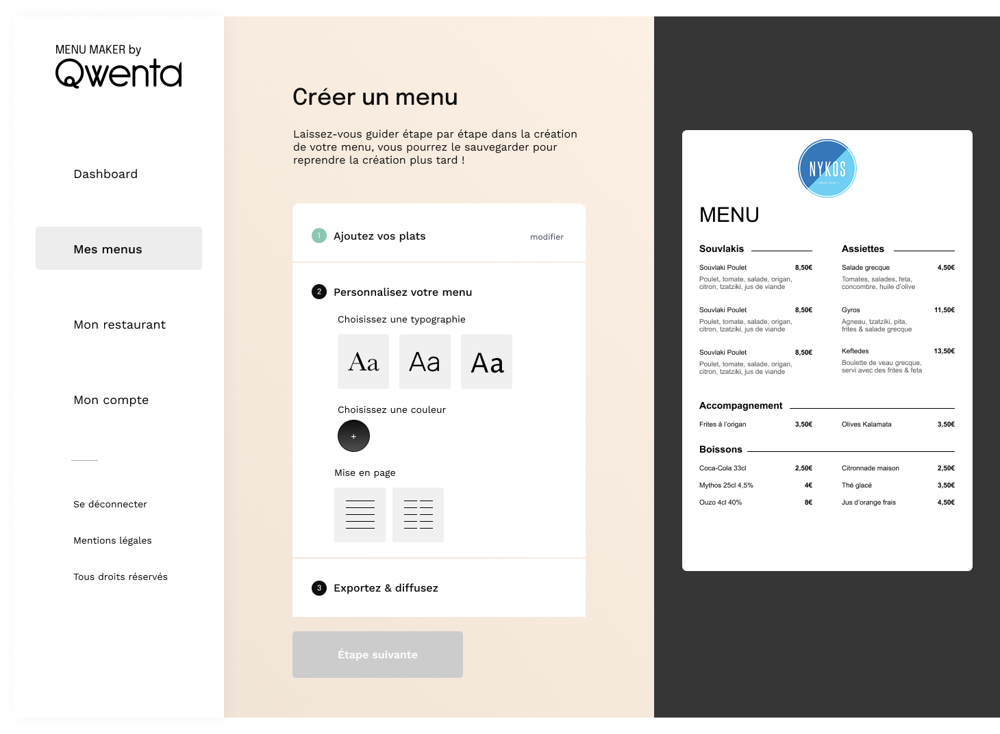 MENU MAKER by
Qwenta
Dashboard
Mes menus
Mon restaurant
Mon compte
Se déconnecter
Mentions légales
Tous droits réservés
Créer un menu
Laissez-vous guider étape par étape dans la création
de votre menu, vous pourrez le sauvegarder pour
reprendre la création plus tard !
1 Ajoutez vos plats modifier
2 Personnalisez votre menu
Choisissez une typographie
Aa Aa Aa
Choisissez une couleur
+
Mise en page
3 Exportez & diffusez
Étape suivante
NYKOS
GREEK FOOD
MENU
Souvlakis
Souvlaki Poulet 8,50€
Poulet, tomate, salade, origan,
citron, tzatziki, jus de viande
Souvlaki Poulet 8,50€
Poulet, tomate, salade, origan,
citron, tzatziki, jus de viande
Souvlaki Poulet 8,50€
Poulet, tomate, salade, origan,
citron, tzatziki, jus de viande
Assiettes
Salade grecque 4,50€
Tomates, salades, feta,
concombre, huile d'olive
Gyros 11,50€
Agneau, tzatziki, pita,
frites & salade grecque
Keftedes 13,50€
Boulette de veau grecque,
servi avec des frites & feta
Accompagnement
Frites à l'origan 3,50€ Olives Kalamata 3,50€
Boissons
Coca-Cola 33cl 2,50€ Citronnade maison 2,50€
Mythos 25cl 4,5% 4€ Thé glacé 3,50€
Ouzo 4cl 40% 8€ Jus d'orange frais 4,50€